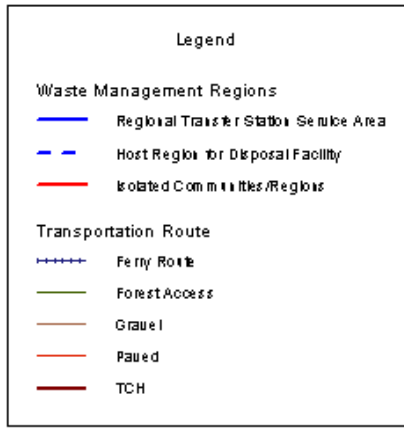 Legend
Waste Management Regions
Regional Transfer Station Service Area
Host Region for Disposal Facility
Isolated Communities/Regions
Transportation Route
Ferry Route
Forest Access
Gravel
Paved
TCH